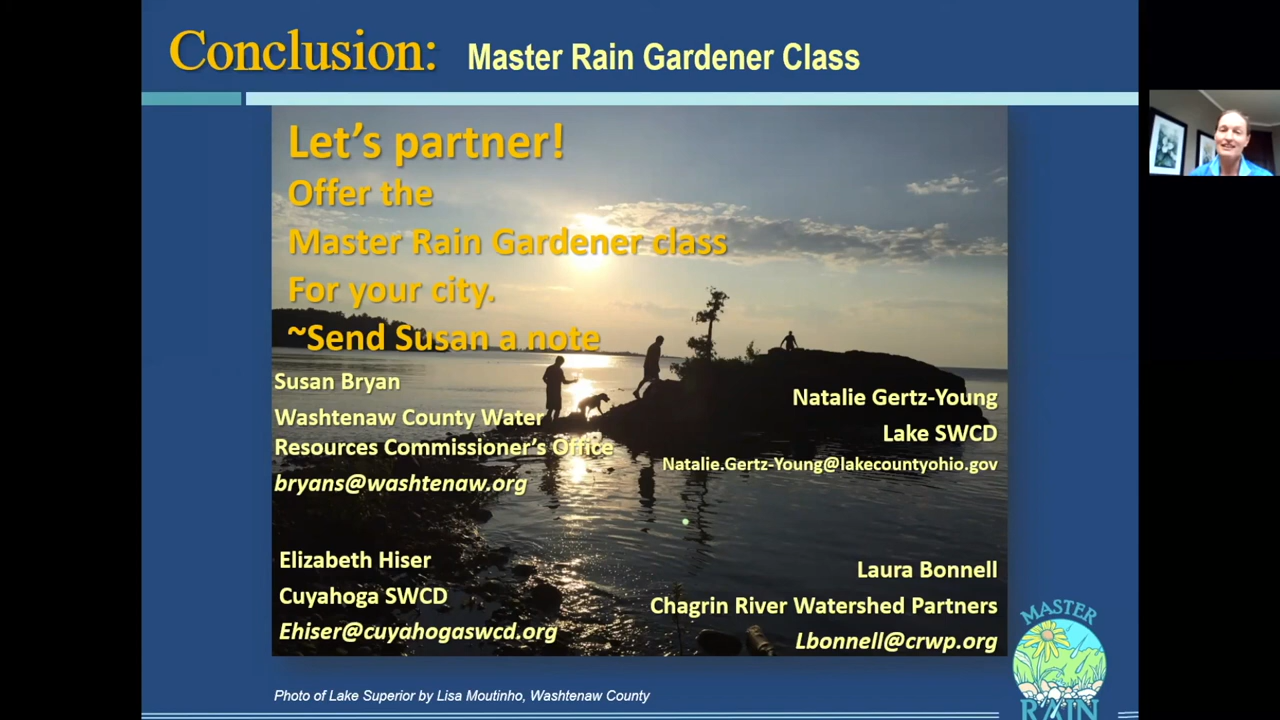 Conclusion: Master Rain Gardener Class
Let's partner!
Offer the
Master Rain Gardener class
For your city.
~Send Susan a note
Susan Bryan
Washtenaw County Water
Resources Commissioner's Office
bryans@washtenaw.org
Natalie Gertz-Young
Lake SWCD
Natalie.Gertz-Young@lakecountyohio.gov
Elizabeth Hiser
Cuyahoga SWCD
Ehiser@cuyahogaswcd.org
Laura Bonnell
Chagrin River Watershed Partners
Lbonnell@crwp.org
MASTER
RAIN
Photo of Lake Superior by Lisa Moutinho, Washtenaw County